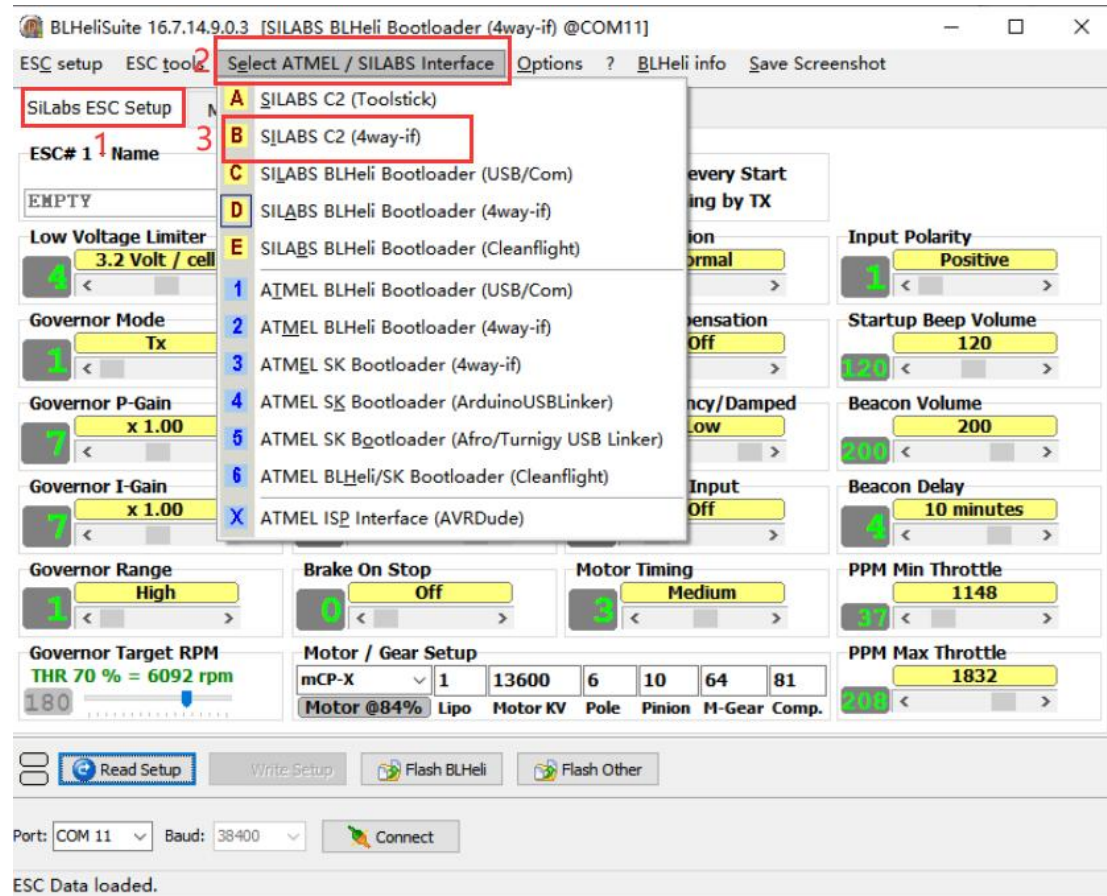 BLHeliSuite 16.7.14.9.0.3 [SILABS BLHeli Bootloader (4way-if) @COM11]
ESC setup ESC tools 2 Select ATMEL / SILABS Interface Options ? BLHeli info Save Screenshot
SiLabs ESC Setup
1
3
A SILABS C2 (Toolstick)
B SILABS C2 (4way-if)
C SILABS BLHeli Bootloader (USB/Com)
D SILABS BLHeli Bootloader (4way-if)
E SILABS BLHeli Bootloader (Cleanflight)
1 ATMEL BLHeli Bootloader (USB/Com)
2 ATMEL BLHeli Bootloader (4way-if)
3 ATMEL SK Bootloader (4way-if)
4 ATMEL SK Bootloader (ArduinoUSBLinker)
5 ATMEL SK Bootloader (Afro/Turnigy USB Linker)
6 ATMEL BLHeli/SK Bootloader (Cleanflight)
X ATMEL ISP Interface (AVRDude)
ESC# 1 - Name
EMPTY
every Start
ing by TX
Low Voltage Limiter
3.2 Volt / cell
4
Input Polarity
Positive
1
Governor Mode
Tx
1
Off
Startup Beep Volume
120
120
Governor P-Gain
x 1.00
7
ncy/Damped
Low
Beacon Volume
200
200
Governor I-Gain
x 1.00
7
Input
Off
Beacon Delay
10 minutes
4
Governor Range
High
1
Brake On Stop
Off
0
Motor Timing
Medium
3
PPM Min Throttle
1148
37
Governor Target RPM
THR 70 % = 6092 rpm
180
Motor / Gear Setup
mCP-X 1 13600 6 10 64 81
Motor @84% Lipo Motor KV Pole Pinion M-Gear Comp.
PPM Max Throttle
1832
208
Read Setup Write Setup Flash BLHeli Flash Other
Port: COM 11 Baud: 38400 Connect
ESC Data loaded.